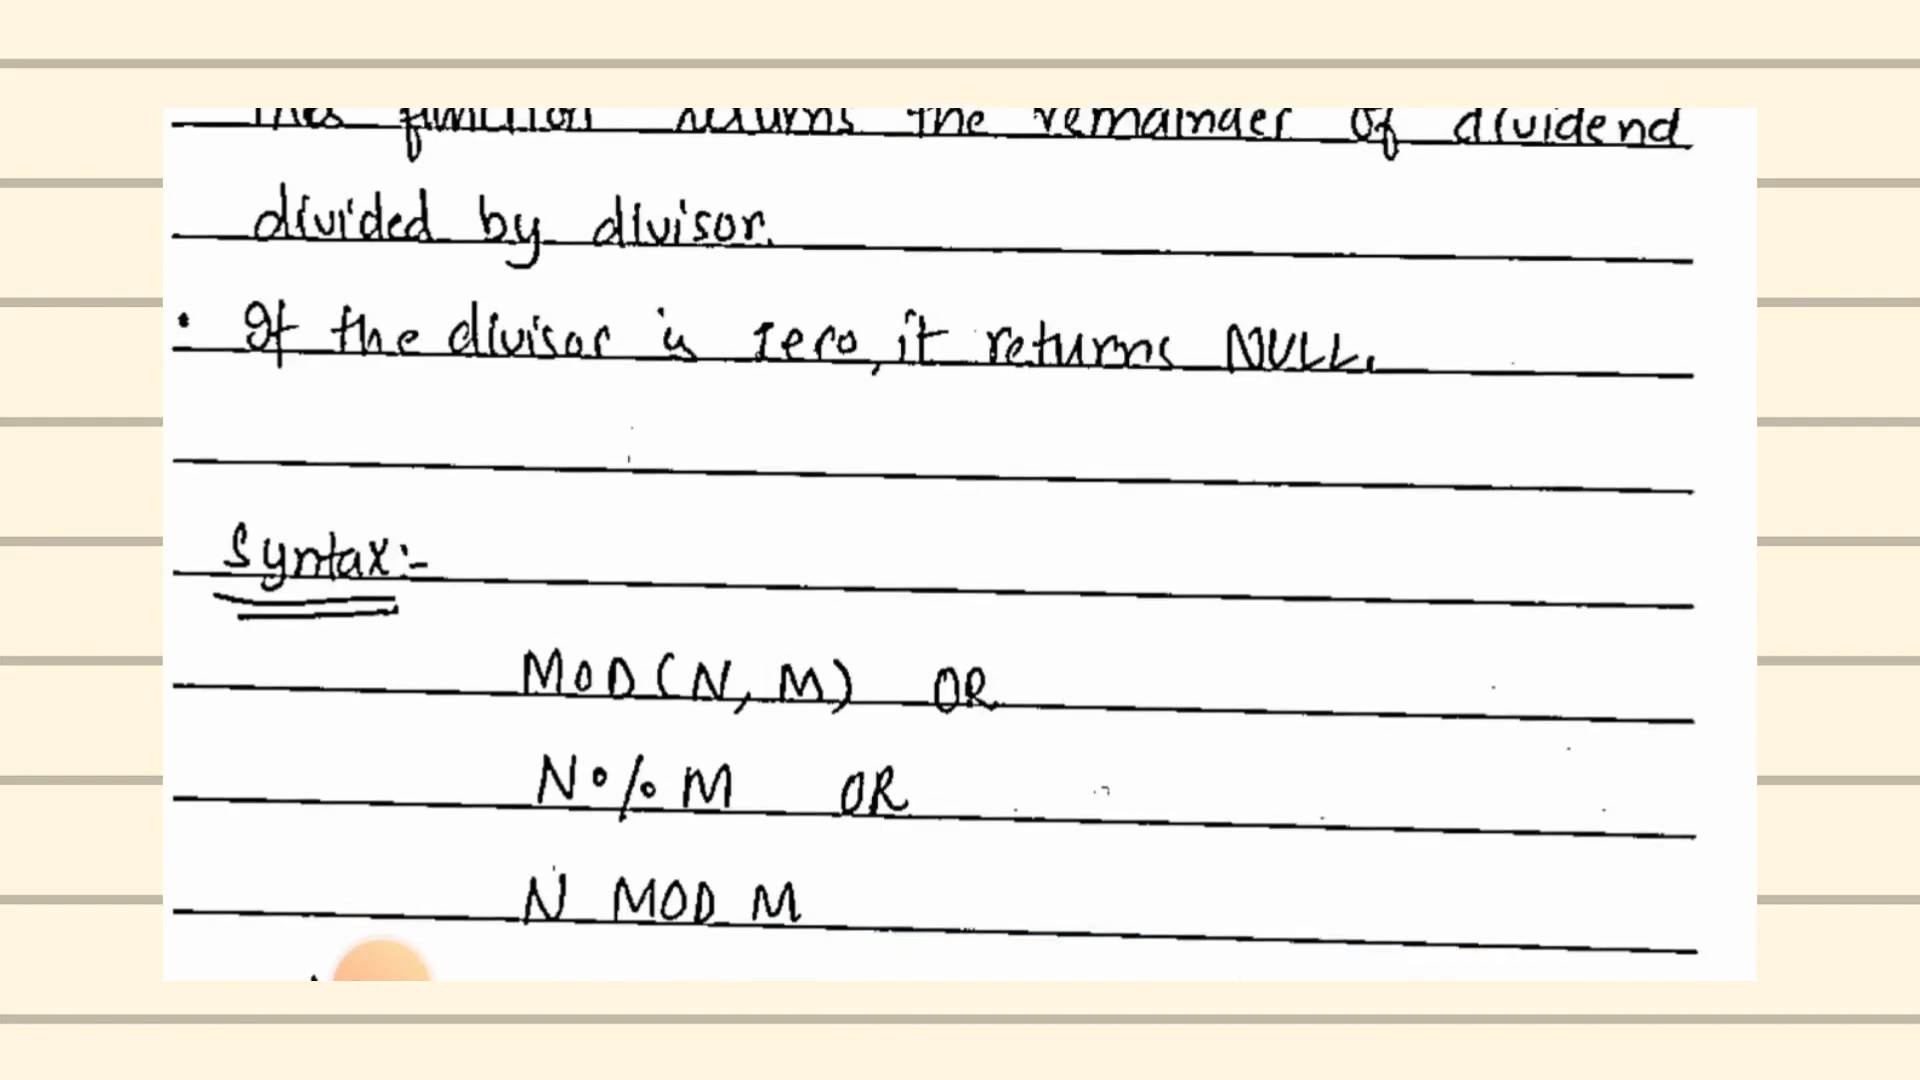 This function returns the remainder of dividend
divided by divisor.
• If the divisor is zero, it returns NULL.
Syntax:-
MOD(N, M) OR
N % M OR
N MOD M